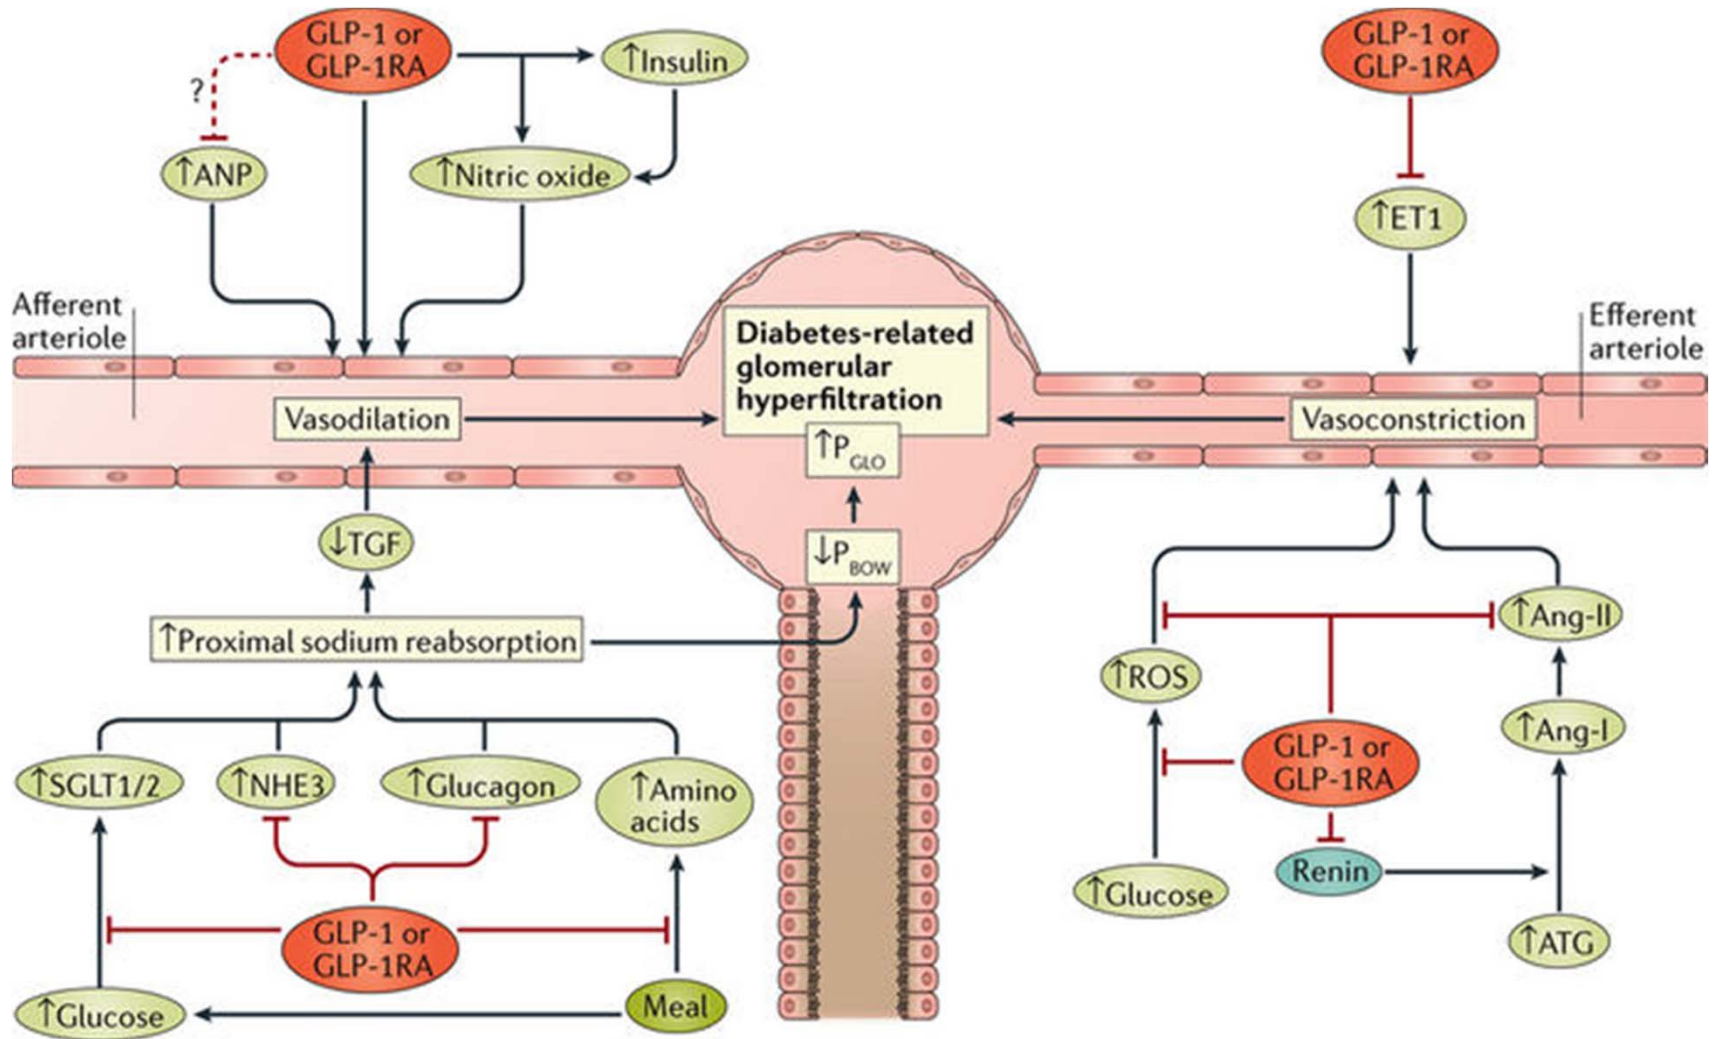 GLP-1 or
GLP-1RA
↑Insulin
?
↑ANP
↑Nitric oxide
GLP-1 or
GLP-1RA
↑ET1
Afferent
arteriole
Efferent
arteriole
Vasodilation
Diabetes-related
glomerular
hyperfiltration
↑P GLO
↓P BOW
Vasoconstriction
↓TGF
↑Proximal sodium reabsorption
↑SGLT1/2
↑NHE3
↑Glucagon
↑Amino
acids
GLP-1 or
GLP-1RA
↑Glucose
Meal
↑ROS
↑Ang-II
↑Ang-I
GLP-1 or
GLP-1RA
Renin
↑Glucose
↑ATG